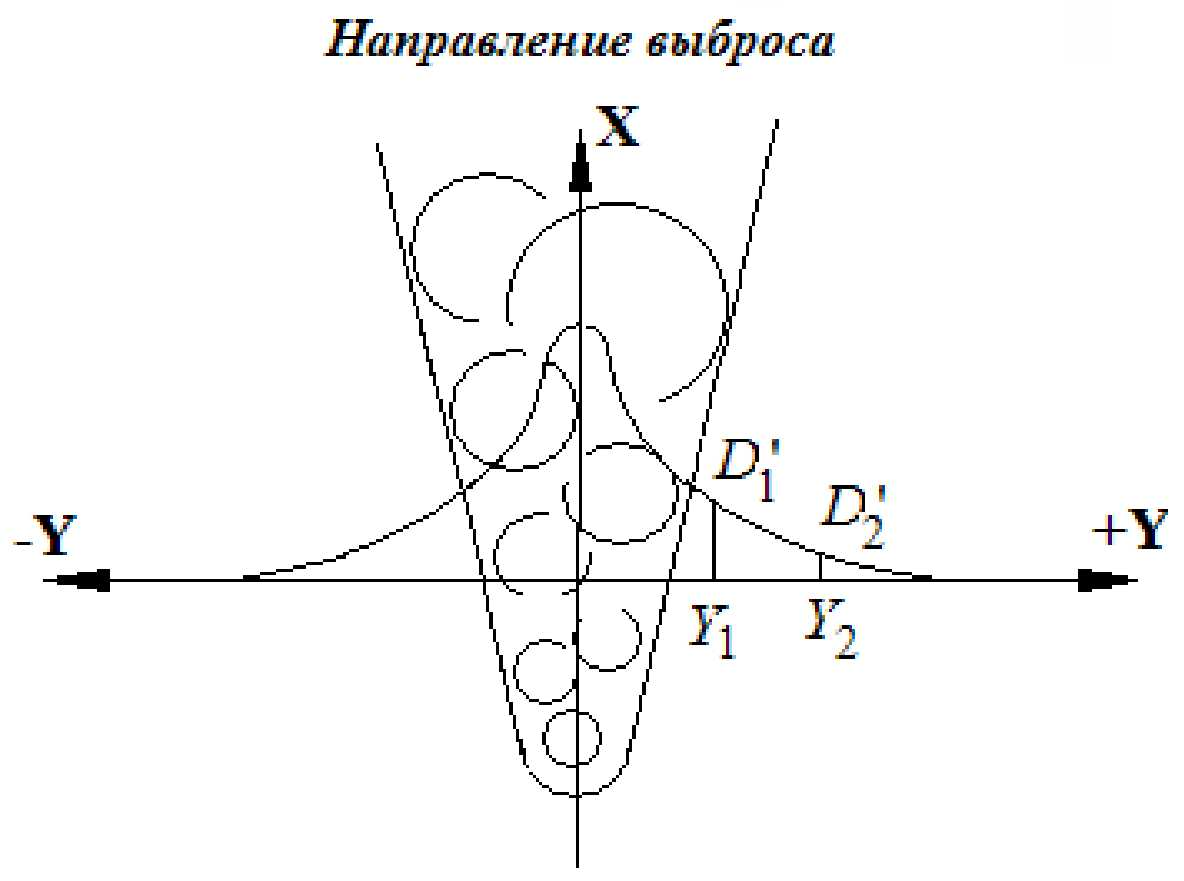 Направление выброса
X
D₁'
D₂'
-Y
+Y
Y₁
Y₂